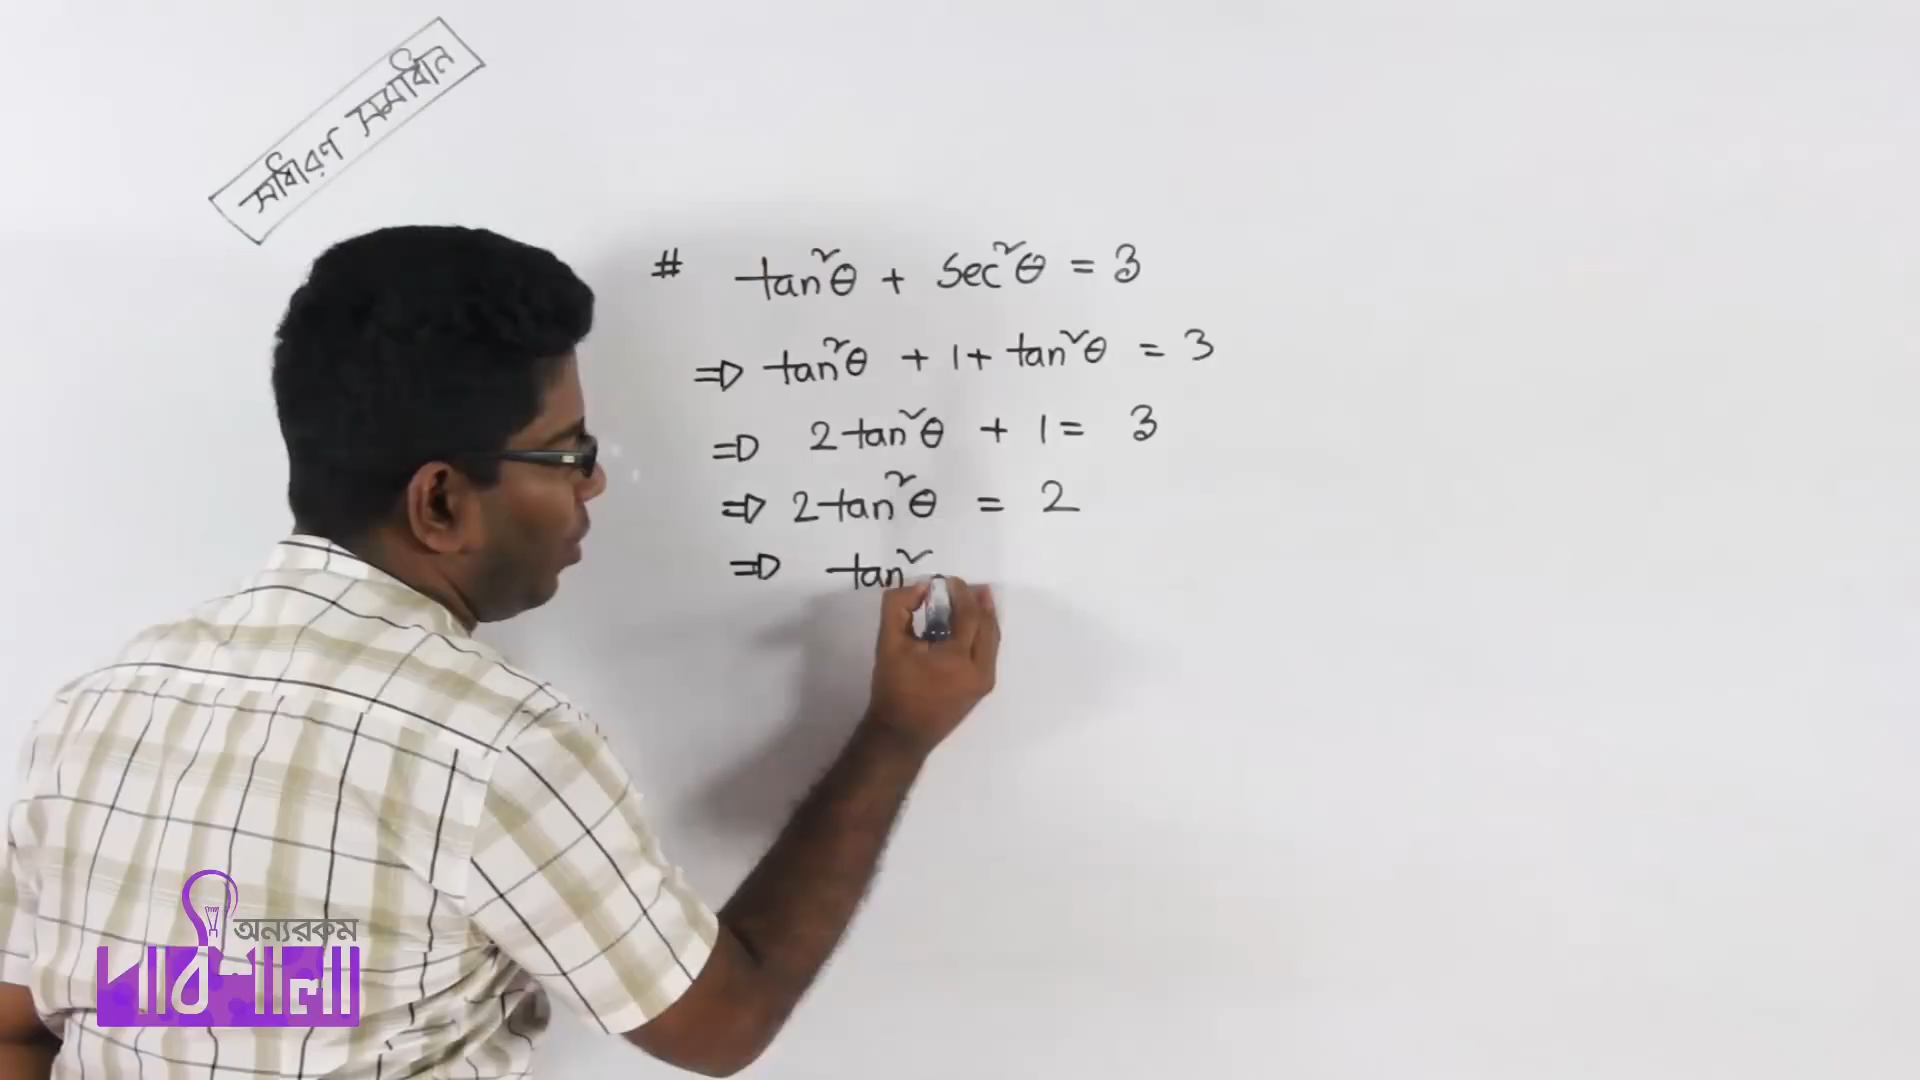 সাধারণ সমাধান
# tan²θ + sec²θ = 3
⇒ tan²θ + 1 + tan²θ = 3
⇒ 2tan²θ + 1 = 3
⇒ 2tan²θ = 2
⇒ tan²
অন্যরকম
পাঠশালা